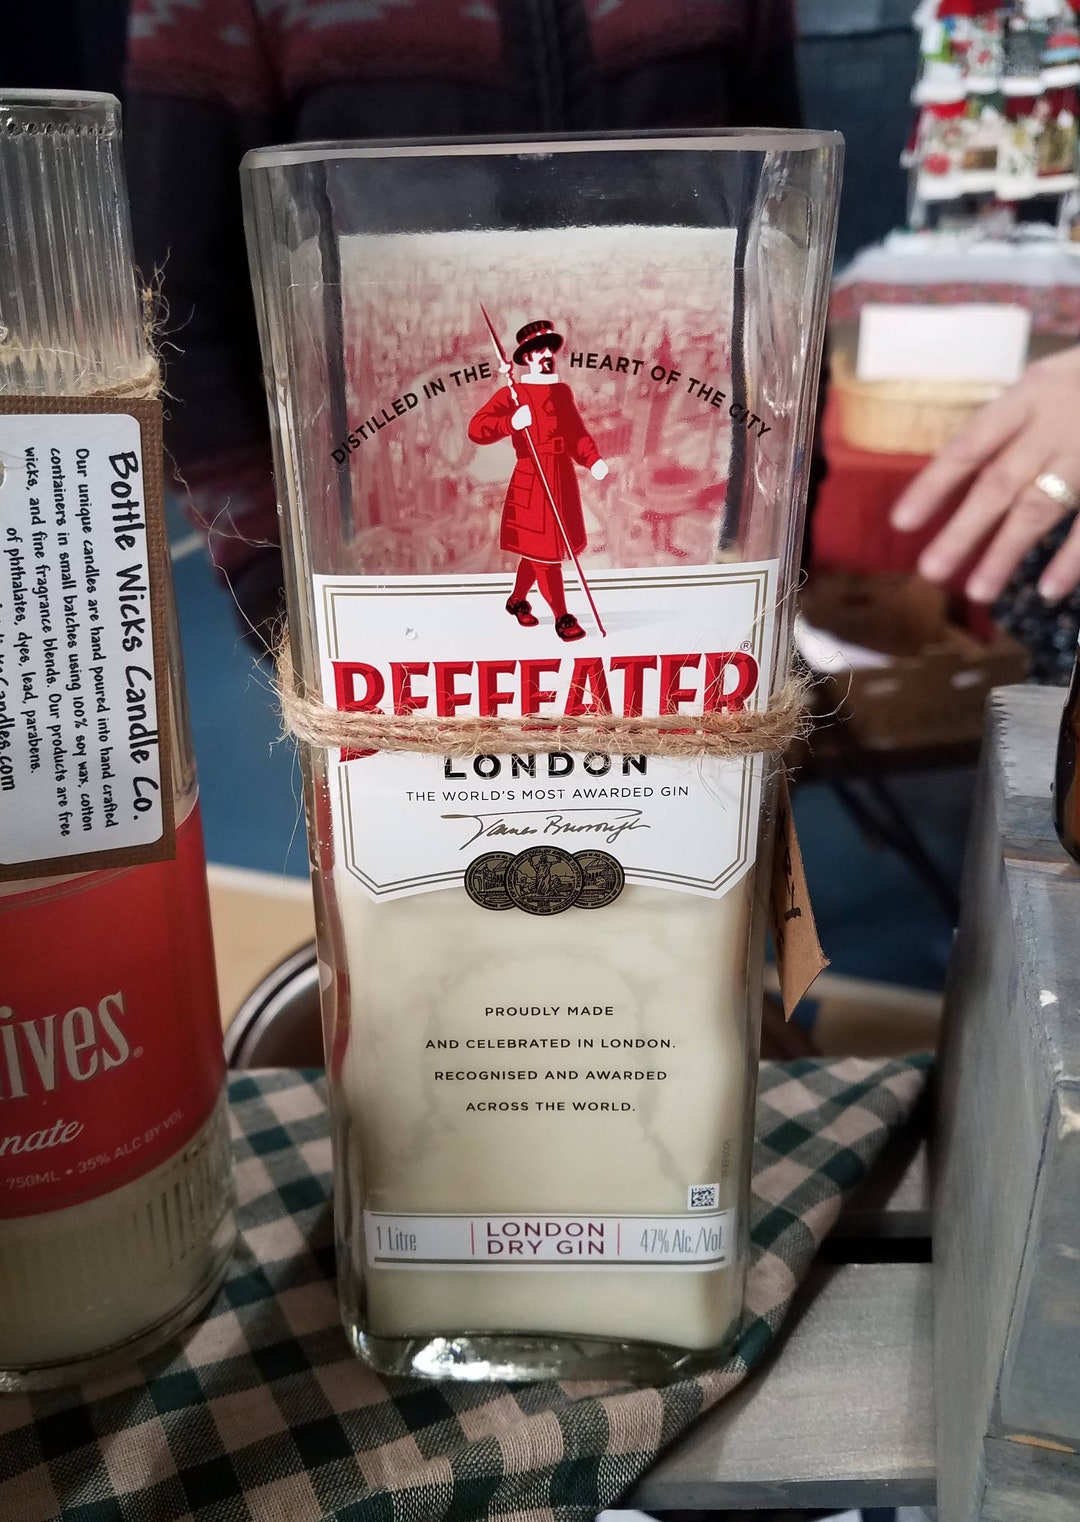 Bottle Wicks Candle Co.
Our unique candles are hand poured into hand crafted
containers in small batches using 100% soy wax, cotton
wicks, and fine fragrance blends. Our products are free
of phthalates, dyes, lead, parabens.
ives
nate
750ML • 35% ALC BY VOL
DISTILLED IN THE HEART OF THE CITY
BEEFEATER®
LONDON
THE WORLD'S MOST AWARDED GIN
James Burrough
PROUDLY MADE
AND CELEBRATED IN LONDON.
RECOGNISED AND AWARDED
ACROSS THE WORLD.
1 Litre
LONDON
DRY GIN
47% Alc./Vol.